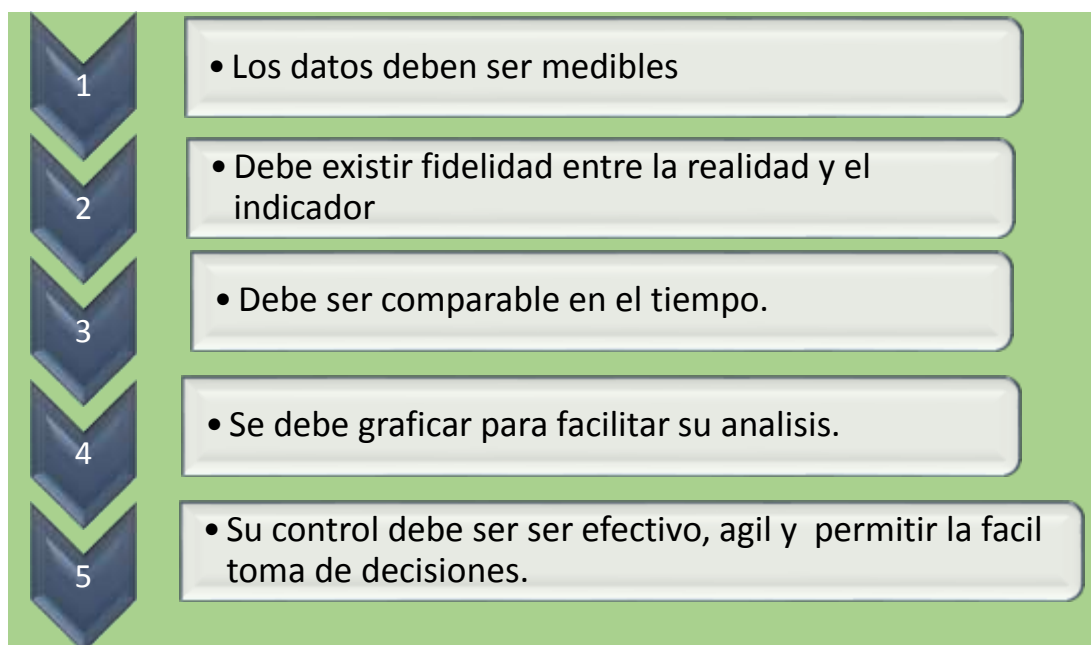 1
• Los datos deben ser medibles
2
• Debe existir fidelidad entre la realidad y el
indicador
3
• Debe ser comparable en el tiempo.
4
• Se debe graficar para facilitar su analisis.
5
• Su control debe ser ser efectivo, agil y  permitir la facil
toma de decisiones.